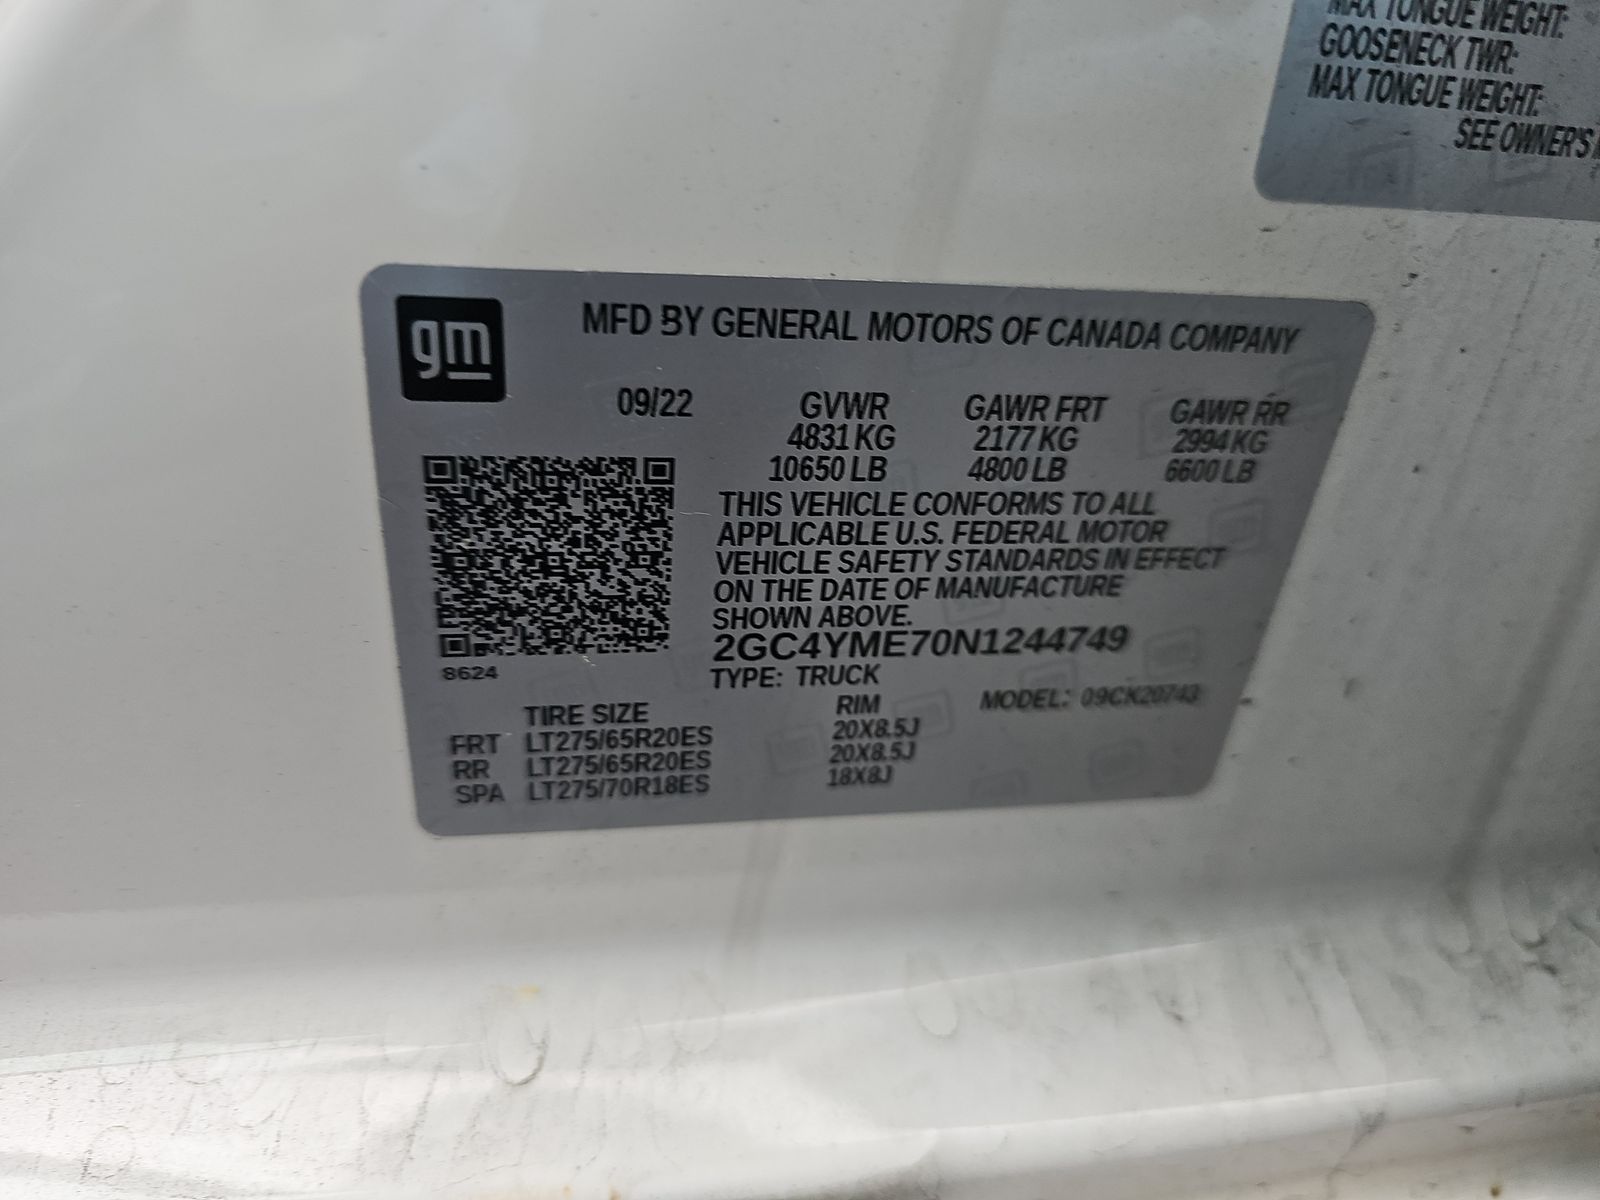 MAX TONGUE WEIGHT:
GOOSENECK TWR:
MAX TONGUE WEIGHT:
SEE OWNER'S
gm
MFD BY GENERAL MOTORS OF CANADA COMPANY
09/22 GVWR GAWR FRT GAWR RR
4831 KG 2177 KG 2994 KG
10650 LB 4800 LB 6600 LB
THIS VEHICLE CONFORMS TO ALL
APPLICABLE U.S. FEDERAL MOTOR
VEHICLE SAFETY STANDARDS IN EFFECT
ON THE DATE OF MANUFACTURE
SHOWN ABOVE.
2GC4YME70N1244749
8624
TYPE: TRUCK
TIRE SIZE RIM MODEL: 09CK20743
FRT LT275/65R20ES 20X8.5J
RR LT275/65R20ES 20X8.5J
SPA LT275/70R18ES 18X8J